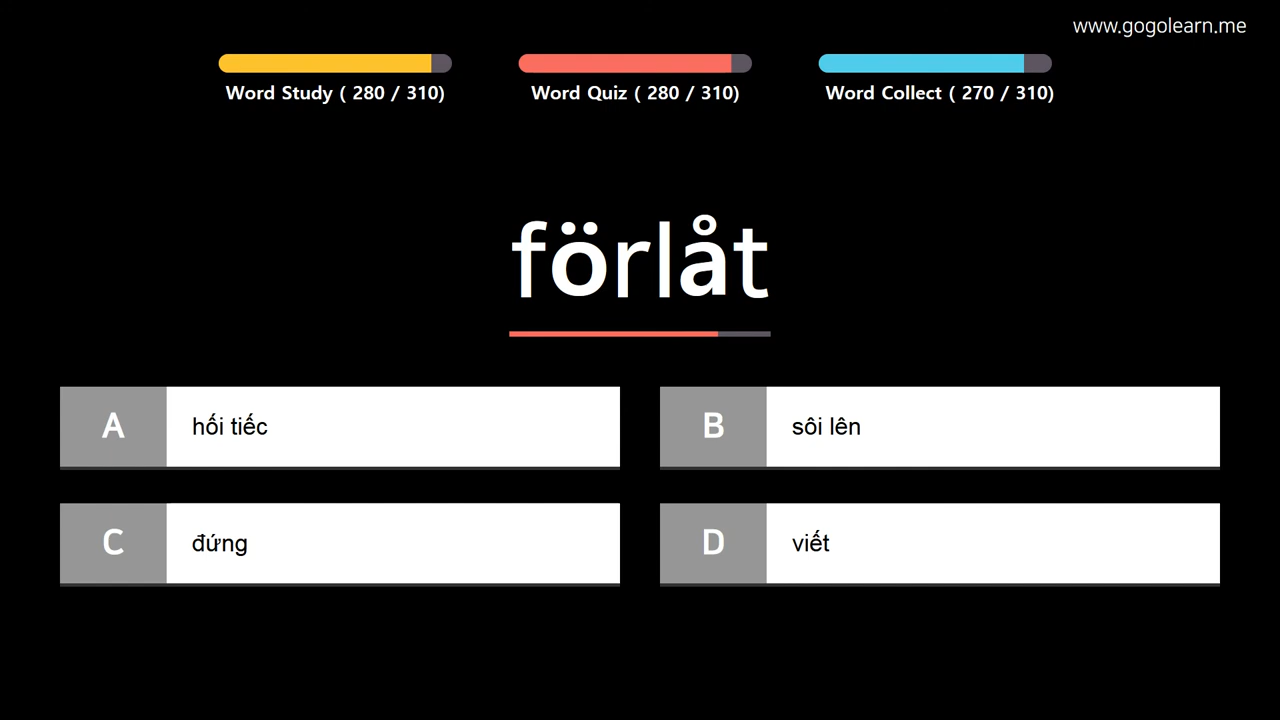 www.gogolearn.me
Word Study ( 280 / 310)
Word Quiz ( 280 / 310)
Word Collect ( 270 / 310)
förlåt
A
hối tiếc
B
sôi lên
C
đứng
D
viết